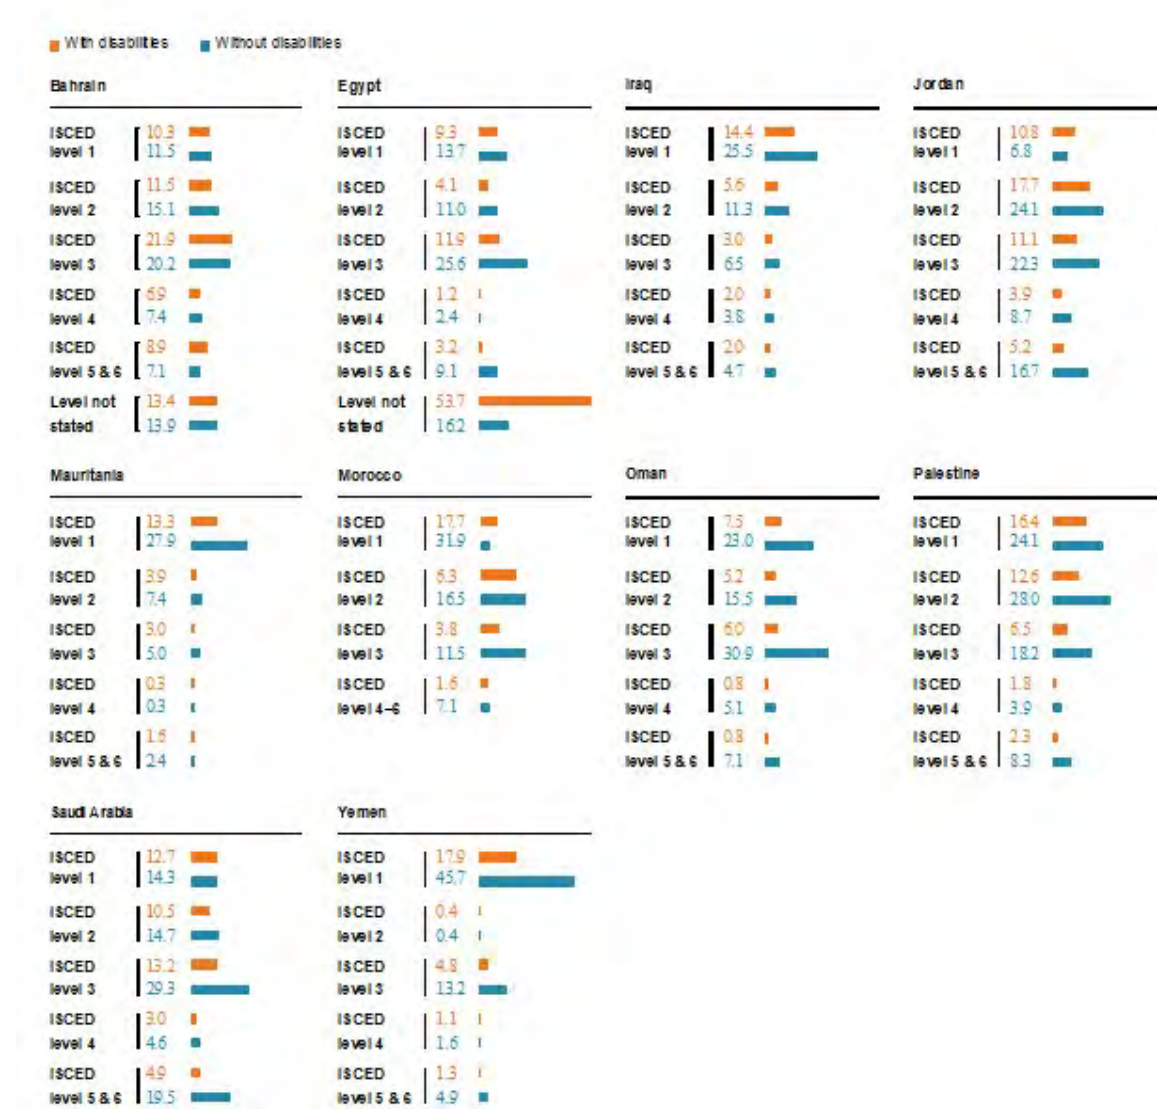 With disabilities Without disabilities
Bahrain
ISCED 10.3
level 1 11.5
ISCED 11.5
level 2 15.1
ISCED 21.9
level 3 20.2
ISCED 6.9
level 4 7.4
ISCED 8.9
level 5 & 6 7.1
Level not 13.4
stated 13.9
Egypt
ISCED 9.3
level 1 13.7
ISCED 4.1
level 2 11.0
ISCED 11.9
level 3 25.6
ISCED 1.2
level 4 2.4
ISCED 3.2
level 5 & 6 9.1
Level not 53.7
stated 16.2
Iraq
ISCED 14.4
level 1 25.5
ISCED 5.6
level 2 11.3
ISCED 3.0
level 3 6.5
ISCED 2.0
level 4 3.8
ISCED 2.0
level 5 & 6 4.7
Jordan
ISCED 10.8
level 1 6.8
ISCED 17.7
level 2 24.1
ISCED 11.1
level 3 22.3
ISCED 3.9
level 4 8.7
ISCED 5.2
level 5 & 6 16.7
Mauritania
ISCED 13.3
level 1 27.9
ISCED 3.9
level 2 7.4
ISCED 3.0
level 3 5.0
ISCED 0.3
level 4 0.3
ISCED 1.6
level 5 & 6 2.4
Morocco
ISCED 17.7
level 1 31.9
ISCED 6.3
level 2 16.5
ISCED 3.8
level 3 11.5
ISCED 1.6
level 4–6 7.1
Oman
ISCED 7.5
level 1 23.0
ISCED 5.2
level 2 15.5
ISCED 6.0
level 3 30.9
ISCED 0.8
level 4 5.1
ISCED 0.8
level 5 & 6 7.1
Palestine
ISCED 16.4
level 1 24.1
ISCED 12.6
level 2 28.0
ISCED 6.5
level 3 18.2
ISCED 1.8
level 4 3.9
ISCED 2.3
level 5 & 6 8.3
Saudi Arabia
ISCED 12.7
level 1 14.3
ISCED 10.5
level 2 14.7
ISCED 13.2
level 3 29.3
ISCED 3.0
level 4 4.6
ISCED 4.9
level 5 & 6 19.5
Yemen
ISCED 17.9
level 1 45.7
ISCED 0.4
level 2 0.4
ISCED 4.8
level 3 13.2
ISCED 1.1
level 4 1.6
ISCED 1.3
level 5 & 6 4.9